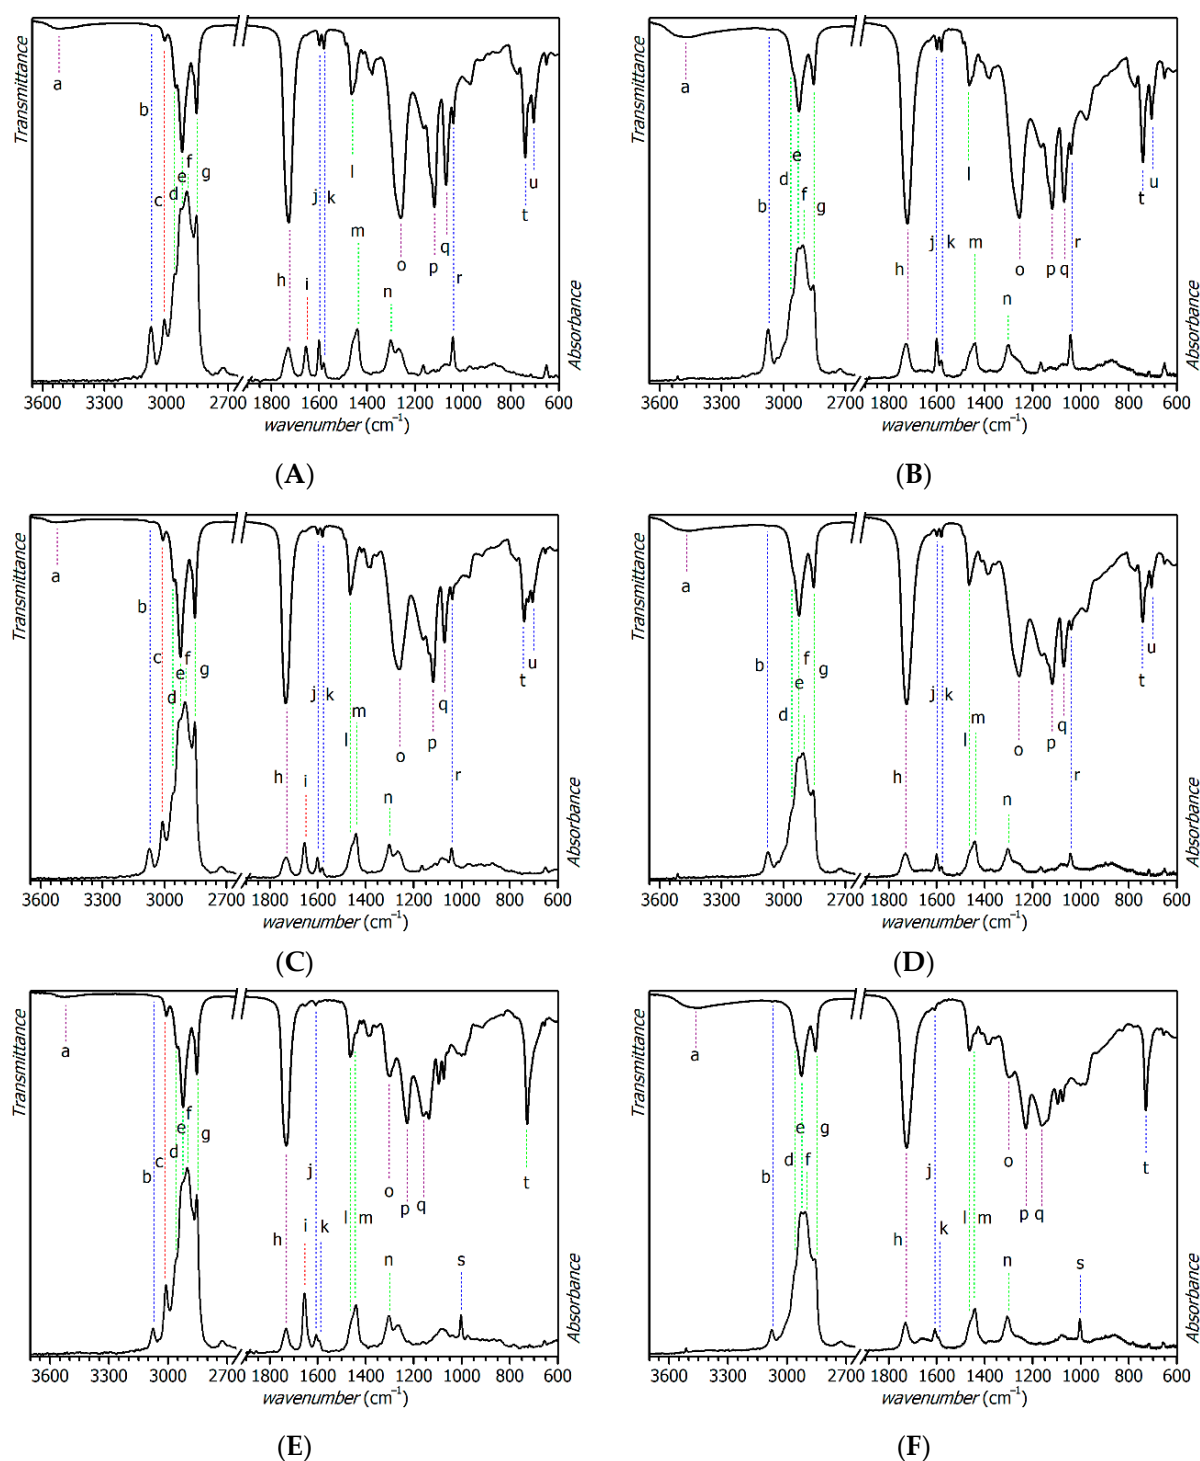 Transmittance
a
b
c
d
e
f
g
h
i
j
k
l
m
n
o
p
q
r
t
u
Absorbance
3600 3300 3000 2700 1800 1600 1400 1200 1000 800 600
wavenumber (cm⁻¹)
(A)
Transmittance
a
b
d
e
f
g
h
j
k
l
m
n
o
p
q
r
t
u
Absorbance
3600 3300 3000 2700 1800 1600 1400 1200 1000 800 600
wavenumber (cm⁻¹)
(B)
Transmittance
a
b
c
d
e
f
g
h
i
j
k
l
m
n
o
p
q
r
t
u
Absorbance
3600 3300 3000 2700 1800 1600 1400 1200 1000 800 600
wavenumber (cm⁻¹)
(C)
Transmittance
a
b
d
e
f
g
h
j
k
l
m
n
o
p
q
r
t
u
Absorbance
3600 3300 3000 2700 1800 1600 1400 1200 1000 800 600
wavenumber (cm⁻¹)
(D)
Transmittance
a
b
c
d
e
f
g
h
i
j
k
l
m
n
o
p
q
s
t
Absorbance
3600 3300 3000 2700 1800 1600 1400 1200 1000 800 600
wavenumber (cm⁻¹)
(E)
Transmittance
a
b
d
e
f
g
h
j
k
l
m
n
o
p
q
s
t
Absorbance
3600 3300 3000 2700 1800 1600 1400 1200 1000 800 600
wavenumber (cm⁻¹)
(F)